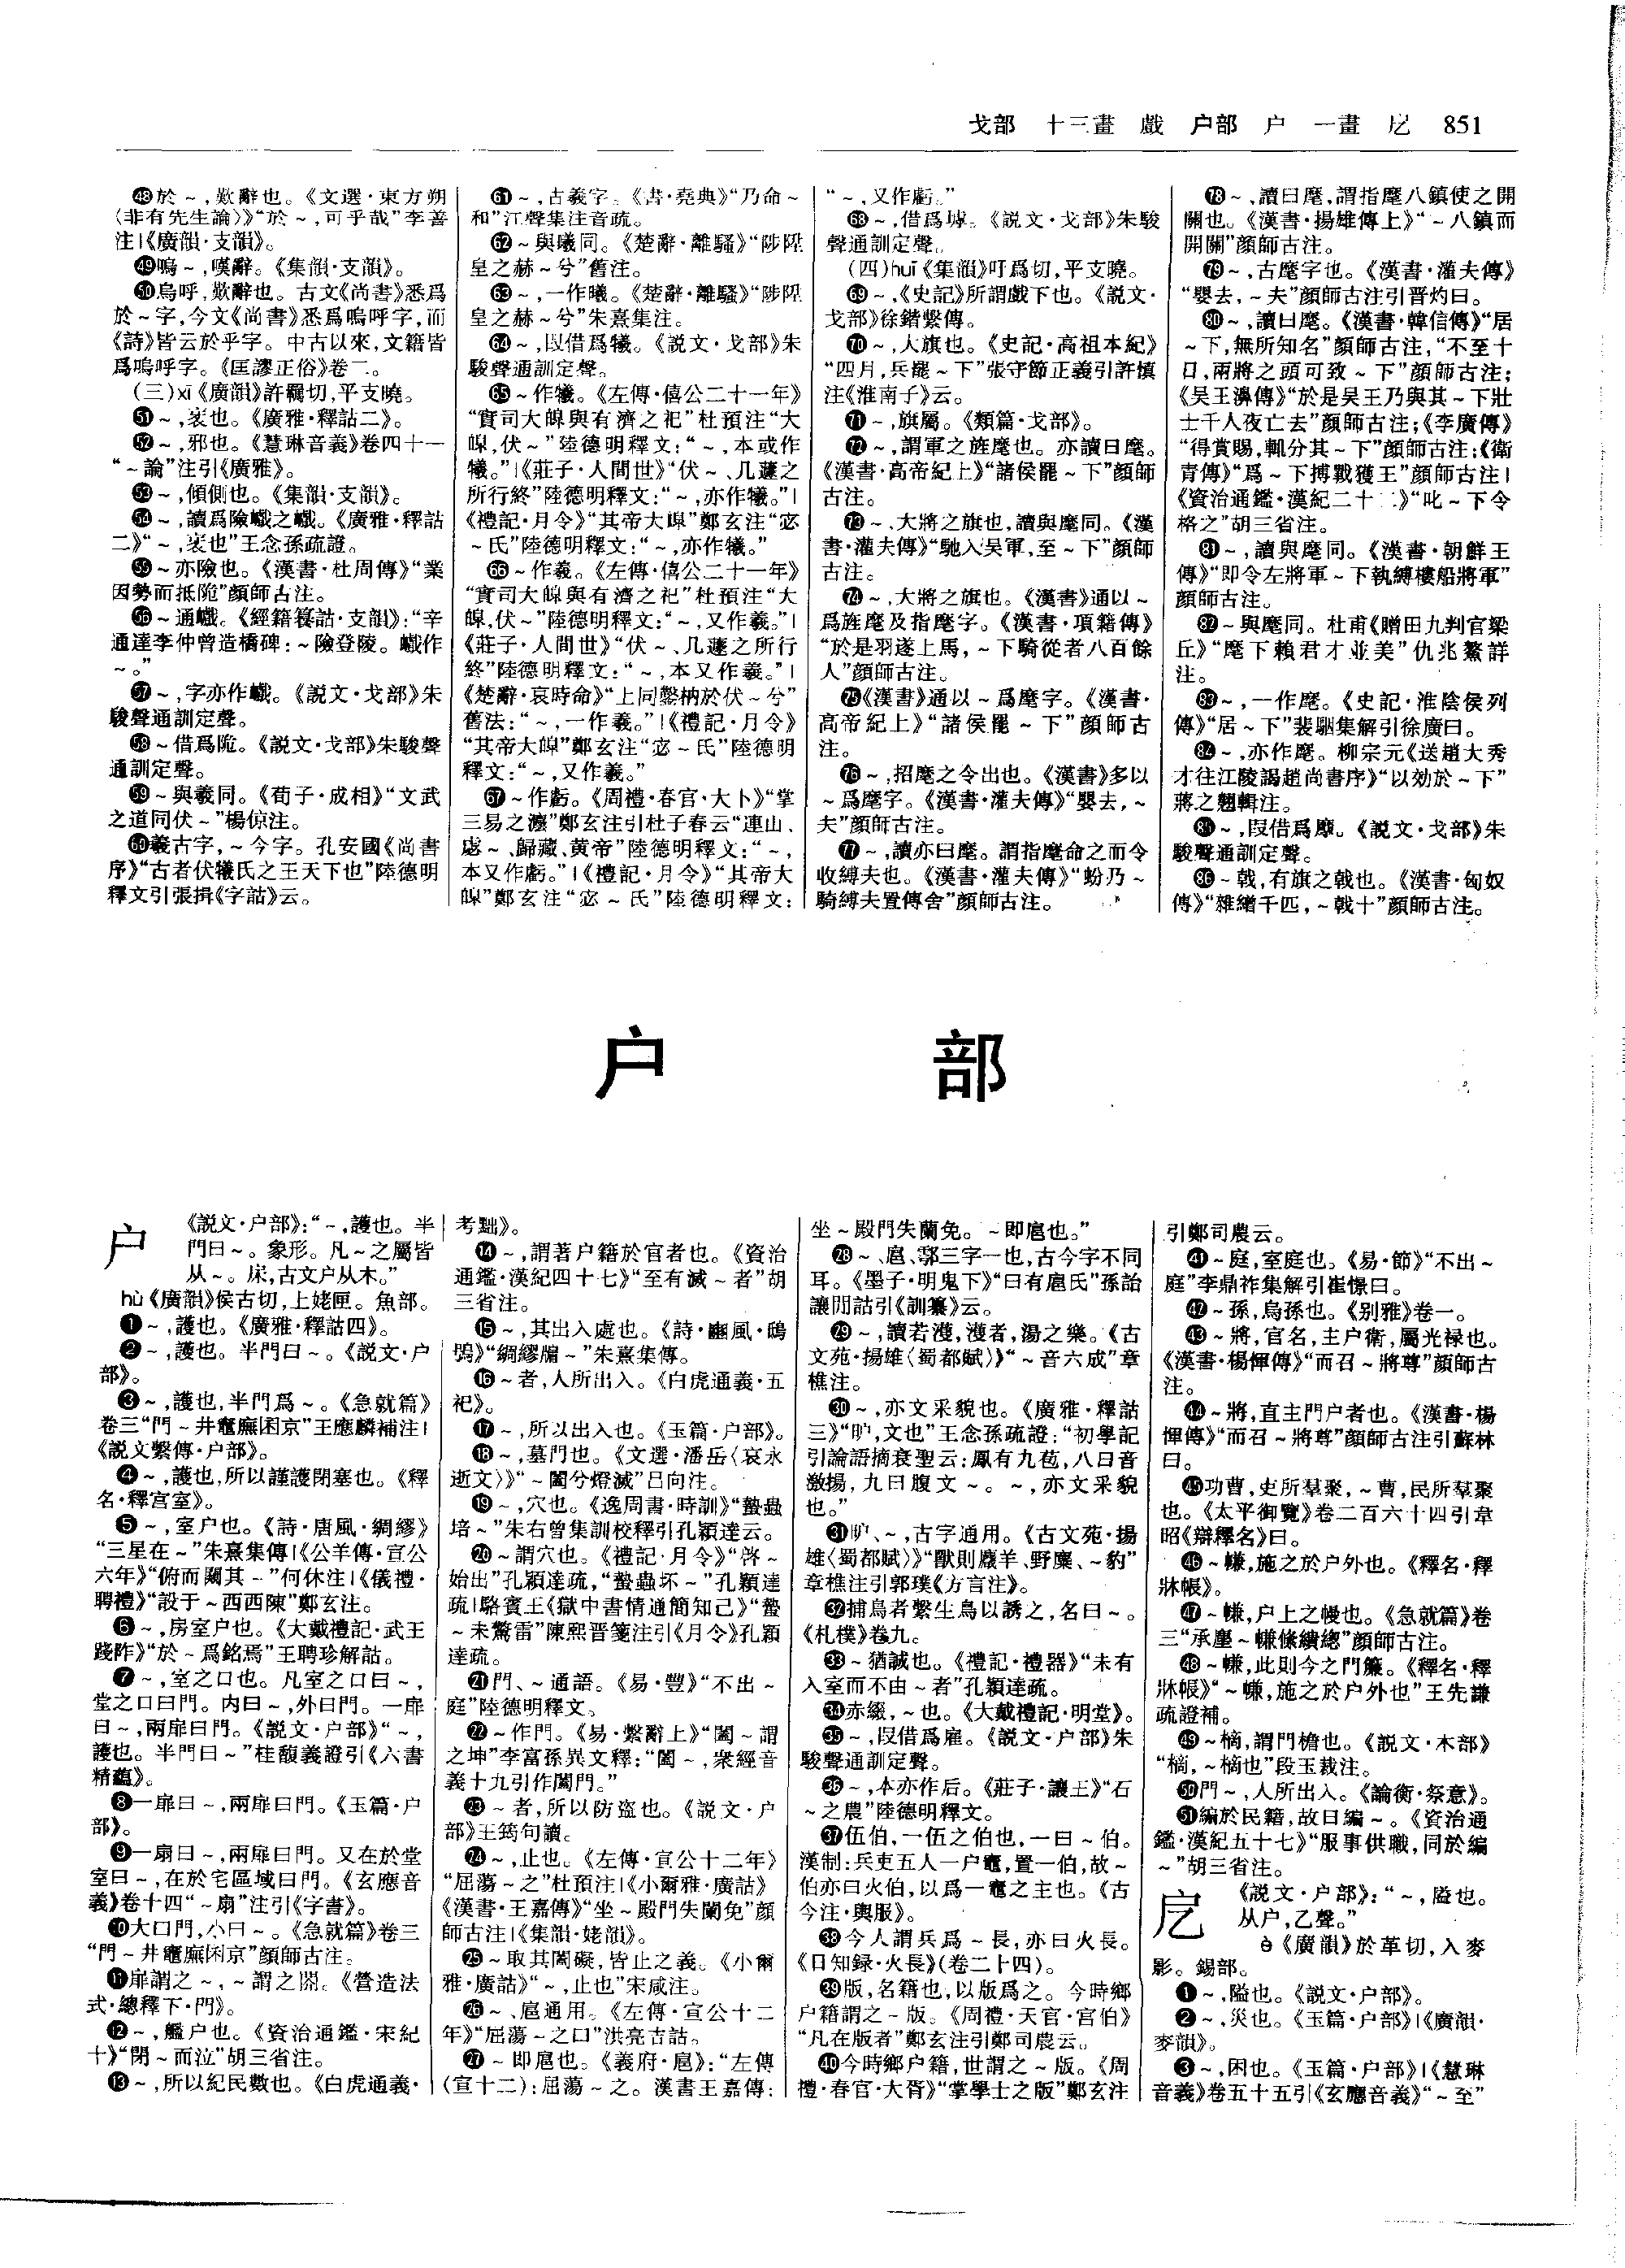 戈部 十三畫 戲 户部 户 一畫 戹 851
㊽於～,歎辭也。《文選·東方朔
〈非有先生論〉》“於～,可乎哉”李善
注|《廣韻·支韻》。
㊾嗚～,嘆辭。《集韻·支韻》。
㊿烏呼,歎辭也。古文《尚書》悉爲
於～字,今文《尚書》悉爲嗚呼字,而
《詩》皆云於乎字。中古以來,文籍皆
爲嗚呼字。《匡謬正俗》卷二。
(三)xī《廣韻》許羈切,平支曉。
51～,衺也。《廣雅·釋詁二》。
52～,邪也。《慧琳音義》卷四十一
“～論”注引《廣雅》。
53～,傾側也。《集韻·支韻》。
54～,讀爲險巇之巇。《廣雅·釋詁
二》“～,衺也”王念孫疏證。
55～亦險也。《漢書·杜周傳》“業
因勢而抵陒”顏師古注。
56～通巇。《經籍籑詁·支韻》:“辛
通達李仲曾造橋碑:～險登陵。巇作
～。”
57～,字亦作巇。《説文·戈部》朱
駿聲通訓定聲。
58～借爲陒。《説文·戈部》朱駿聲
通訓定聲。
59～與羲同。《荀子·成相》“文武
之道同伏～”楊倞注。
60羲古字,～今字。孔安國《尚書
序》“古者伏犧氏之王天下也”陸德明
釋文引張揖《字詁》云。
61～,古義字。《書·堯典》“乃命～
和”江聲集注音疏。
62～與曦同。《楚辭·離騷》“陟陞
皇之赫～兮”舊注。
63～,一作曦。《楚辭·離騷》“陟陞
皇之赫～兮”朱熹集注。
64～,叚借爲犧。《説文·戈部》朱
駿聲通訓定聲。
65～作犧。《左傳·僖公二十一年》
“實司大皞與有濟之祀”杜預注“大
皞,伏～”陸德明釋文:“～,本或作
犧。”|《莊子·人間世》“伏～、几蘧之
所行終”陸德明釋文:“～,亦作犧。”|
《禮記·月令》“其帝大皞”鄭玄注“宓
～氏”陸德明釋文:“～,亦作犧。”
66～作羲。《左傳·僖公二十一年》
“實司大皞與有濟之祀”杜預注“大
皞,伏～”陸德明釋文:“～,又作羲。”|
《莊子·人間世》“伏～、几蘧之所行
終”陸德明釋文:“～,本又作羲。”|
《楚辭·哀時命》“上同鑿枘於伏～兮”
舊注:“～,一作羲。”|《禮記·月令》
“其帝大皞”鄭玄注“宓～氏”陸德明
釋文:“～,又作羲。”
67～作虧。《周禮·春官·大卜》“掌
三易之灋”鄭玄注引杜子春云“連山、
處～、歸藏、黄帝”陸德明釋文:“～,
本又作虧。”|《禮記·月令》“其帝大
皞”鄭玄注“宓～氏”陸德明釋文:
“～,又作虧。”
68～,借爲墟。《説文·戈部》朱駿
聲通訓定聲。
(四)huī《集韻》吁爲切,平支曉。
69～,《史記》所謂戲下也。《説文·
戈部》徐鍇繫傳。
70～,大旗也。《史記·高祖本紀》
“四月,兵罷～下”張守節正義引許慎
注《淮南子》云。
71～,旗屬。《類篇·戈部》。
72～,謂軍之旌麾也。亦讀曰麾。
《漢書·高帝紀上》“諸侯罷～下”顏師
古注。
73～,大將之旗也,讀與麾同。《漢
書·灌夫傳》“馳入吴軍,至～下”顏師
古注。
74～,大將之旗也。《漢書》通以～
爲旌麾及指麾字。《漢書·項籍傳》
“於是羽遂上馬,～下騎從者八百餘
人”顏師古注。
75《漢書》通以～爲麾字。《漢書·
高帝紀上》“諸侯罷～下”顏師古
注。
76～,招麾之令出也。《漢書》多以
～爲麾字。《漢書·灌夫傳》“嬰去,～
夫”顏師古注。
77～,讀亦曰麾。謂指麾命之而令
收縛夫也。《漢書·灌夫傳》“蚡乃～
騎縛夫置傳舍”顏師古注。
78～,讀曰麾,謂指麾八鎮使之開
關也。《漢書·揚雄傳上》“～八鎮而
開關”顏師古注。
79～,古麾字也。《漢書·灌夫傳》
“嬰去,～夫”顏師古注引晋灼曰。
80～,讀曰麾。《漢書·韓信傳》“居
～下,無所知名”顏師古注,“不至十
日,兩將之頭可致～下”顏師古注;
《吴王濞傳》“於是吴王乃與其～下壯
士千人夜亡去”顏師古注;《李廣傳》
“得賞賜,輒分其～下”顏師古注;《衛
青傳》“爲～下搏戰獲王”顏師古注|
《資治通鑑·漢紀二十二》“叱～下令
格之”胡三省注。
81～,讀與麾同。《漢書·朝鮮王
傳》“即令左將軍～下執縛樓船將軍”
顏師古注。
82～與麾同。杜甫《贈田九判官梁
丘》“麾下賴君才並美”仇兆鰲詳
注。
83～,一作麾。《史記·淮陰侯列
傳》“居～下”裴駰集解引徐廣曰。
84～,亦作麾。柳宗元《送趙大秀
才往江陵謁趙尚書序》“以効於～下”
蔣之翹輯注。
85～,叚借爲麾。《説文·戈部》朱
駿聲通訓定聲。
86～戟,有旗之戟也。《漢書·匈奴
傳》“雜繒千匹,～戟十”顏師古注。
户 部
户 《説文·户部》:“～,護也。半
門曰～。象形。凡～之屬皆
从～。㦿,古文户从木。”
hù《廣韻》侯古切,上姥匣。魚部。
❶～,護也。《廣雅·釋詁四》。
❷～,護也。半門曰～。《説文·户
部》。
❸～,護也,半門爲～。《急就篇》
卷三“門～井竈廡囷京”王應麟補注|
《説文繫傳·户部》。
❹～,護也,所以謹護閉塞也。《釋
名·釋宫室》。
❺～,室户也。《詩·唐風·綢繆》
“三星在～”朱熹集傳|《公羊傳·宣公
六年》“俯而闚其～”何休注|《儀禮·
聘禮》“設于～西西陳”鄭玄注。
❻～,房室户也。《大戴禮記·武王
踐阼》“於～爲銘焉”王聘珍解詁。
❼～,室之口也。凡室之口曰～,
堂之口曰門。内曰～,外曰門。一扉
曰～,兩扉曰門。《説文·户部》“～,
護也。半門曰～”桂馥義證引《六書
精藴》。
❽一扉曰～,兩扉曰門。《玉篇·户
部》。
❾一扇曰～,兩扉曰門。又在於堂
室曰～,在於宅區域曰門。《玄應音
義》卷十四“～扇”注引《字書》。
❿大曰門,小曰～。《急就篇》卷三
“門～井竈廡囷京”顏師古注。
⓫扉謂之～,～謂之閞。《營造法
式·總釋下·門》。
⓬～,艦户也。《資治通鑑·宋紀
十》“閉～而泣”胡三省注。
⓭～,所以紀民數也。《白虎通義·
考黜》。
⓮～,謂著户籍於官者也。《資治
通鑑·漢紀四十七》“至有滅～者”胡
三省注。
⓯～,其出入處也。《詩·豳風·鴟
鴞》“綢繆牖～”朱熹集傳。
⓰～者,人所出入。《白虎通義·五
祀》。
⓱～,所以出入也。《玉篇·户部》。
⓲～,墓門也。《文選·潘岳〈哀永
逝文〉》“～闔兮燈滅”吕向注。
⓳～,穴也。《逸周書·時訓》“蟄蟲
培～”朱右曾集訓校釋引孔穎達云。
⓴～謂穴也。《禮記·月令》“啓～
始出”孔穎達疏,“蟄蟲坏～”孔穎達
疏|駱賓王《獄中書情通簡知己》“蟄
～未驚雷”陳熙晋箋注引《月令》孔穎
達疏。
㉑門、～通語。《易·豐》“不出～
庭”陸德明釋文。
㉒～作門。《易·繫辭上》“闔～謂
之坤”李富孫異文釋:“闔～,衆經音
義十九引作闔門。”
㉓～者,所以防盗也。《説文·户
部》王筠句讀。
㉔～,止也。《左傳·宣公十二年》
“屈蕩～之”杜預注|《小爾雅·廣詁》
《漢書·王嘉傳》“坐～殿門失闌免”顏
師古注|《集韻·姥韻》。
㉕～取其閡礙,皆止之義。《小爾
雅·廣詁》“～,止也”宋咸注。
㉖～、扈通用。《左傳·宣公十二
年》“屈蕩～之曰”洪亮吉詁。
㉗～即扈也。《義府·扈》:“左傳
(宣十二):屈蕩～之。漢書王嘉傳:
坐～殿門失闌免。～即扈也。”
㉘～、扈、鄠三字一也,古今字不同
耳。《墨子·明鬼下》“曰有扈氏”孫詒
讓閒詁引《訓纂》云。
㉙～,讀若濩,濩者,湯之樂。《古
文苑·揚雄〈蜀都賦〉》“～音六成”章
樵注。
㉚～,亦文采貌也。《廣雅·釋詁
三》“䏶,文也”王念孫疏證:“初學記
引論語摘衰聖云:鳳有九苞,八曰音
激揚,九曰腹文～。～,亦文采貌
也。”
㉛～,古字通用。《古文苑·揚
雄〈蜀都賦〉》“獸則麙羊、野麋、～豹”
章樵注引郭璞《方言注》。
㉜捕鳥者繫生鳥以誘之,名曰～。
《札樸》卷九。
㉝～猶誠也。《禮記·禮器》“未有
入室而不由～者”孔穎達疏。
㉞赤綴,～也。《大戴禮記·明堂》。
㉟～,叚借爲雇。《説文·户部》朱
駿聲通訓定聲。
㊱～,本亦作后。《莊子·讓王》“石
～之農”陸德明釋文。
㊲伍伯,一伍之伯也,一曰～伯。
漢制:兵吏五人一户竈,置一伯,故～
伯亦曰火伯,以爲一竈之主也。《古
今注·輿服》。
㊳今人謂兵爲～長,亦曰火長。
《日知録·火長》(卷二十四)。
㊴版,名籍也,以版爲之。今時鄉
户籍謂之～版。《周禮·天官·宫伯》
“凡在版者”鄭玄注引鄭司農云。
㊵今時鄉户籍,世謂之～版。《周
禮·春官·大胥》“掌學士之版”鄭玄注
引鄭司農云。
㊶～庭,室庭也。《易·節》“不出～
庭”李鼎祚集解引崔憬曰。
㊷～孫,烏孫也。《别雅》卷一。
㊸～將,官名,主户衛,屬光禄也。
《漢書·楊惲傳》“而召～將尊”顏師古
注。
㊹～將,直主門户者也。《漢書·楊
惲傳》“而召～將尊”顏師古注引蘇林
曰。
㊺功曹,吏所羣聚,～曹,民所羣聚
也。《太平御覽》卷二百六十四引韋
昭《辯釋名》曰。
㊻～㡘,施之於户外也。《釋名·釋
牀帳》。
㊼～㡘,户上之幔也。《急就篇》卷
三“承塵～㡘絛繢總”顏師古注。
㊽～㡘,此則今之門簾。《釋名·釋
牀帳》“～㡘,施之於户外也”王先謙
疏證補。
㊾～樀,謂門檐也。《説文·木部》
“樀,～樀也”段玉裁注。
㊿門～,人所出入。《論衡·祭意》。
51編於民籍,故曰編～。《資治通
鑑·漢紀五十七》“服事供職,同於編
～”胡三省注。
戹 《説文·户部》:“～,隘也。
从户,乙聲。”
è《廣韻》於革切,入麥
影。錫部。
❶～,隘也。《説文·户部》。
❷～,災也。《玉篇·户部》|《廣韻·
麥韻》。
❸～,困也。《玉篇·户部》|《慧琳
音義》卷五十五引《玄應音義》“～至”